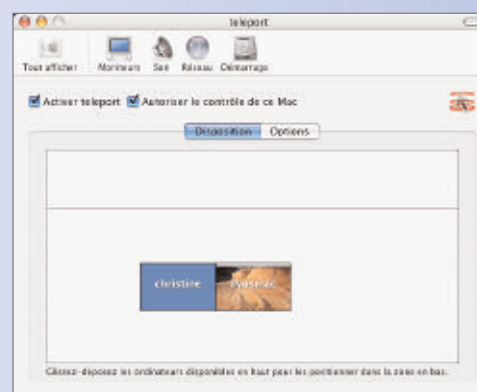 teleport
Tout afficher Moniteurs Son Réseau Démarrage
Activer teleport Autoriser le contrôle de ce Mac
Disposition Options
christine avosmac
Glissez-déposez les ordinateurs disponibles en haut pour les positionner dans la zone en bas.